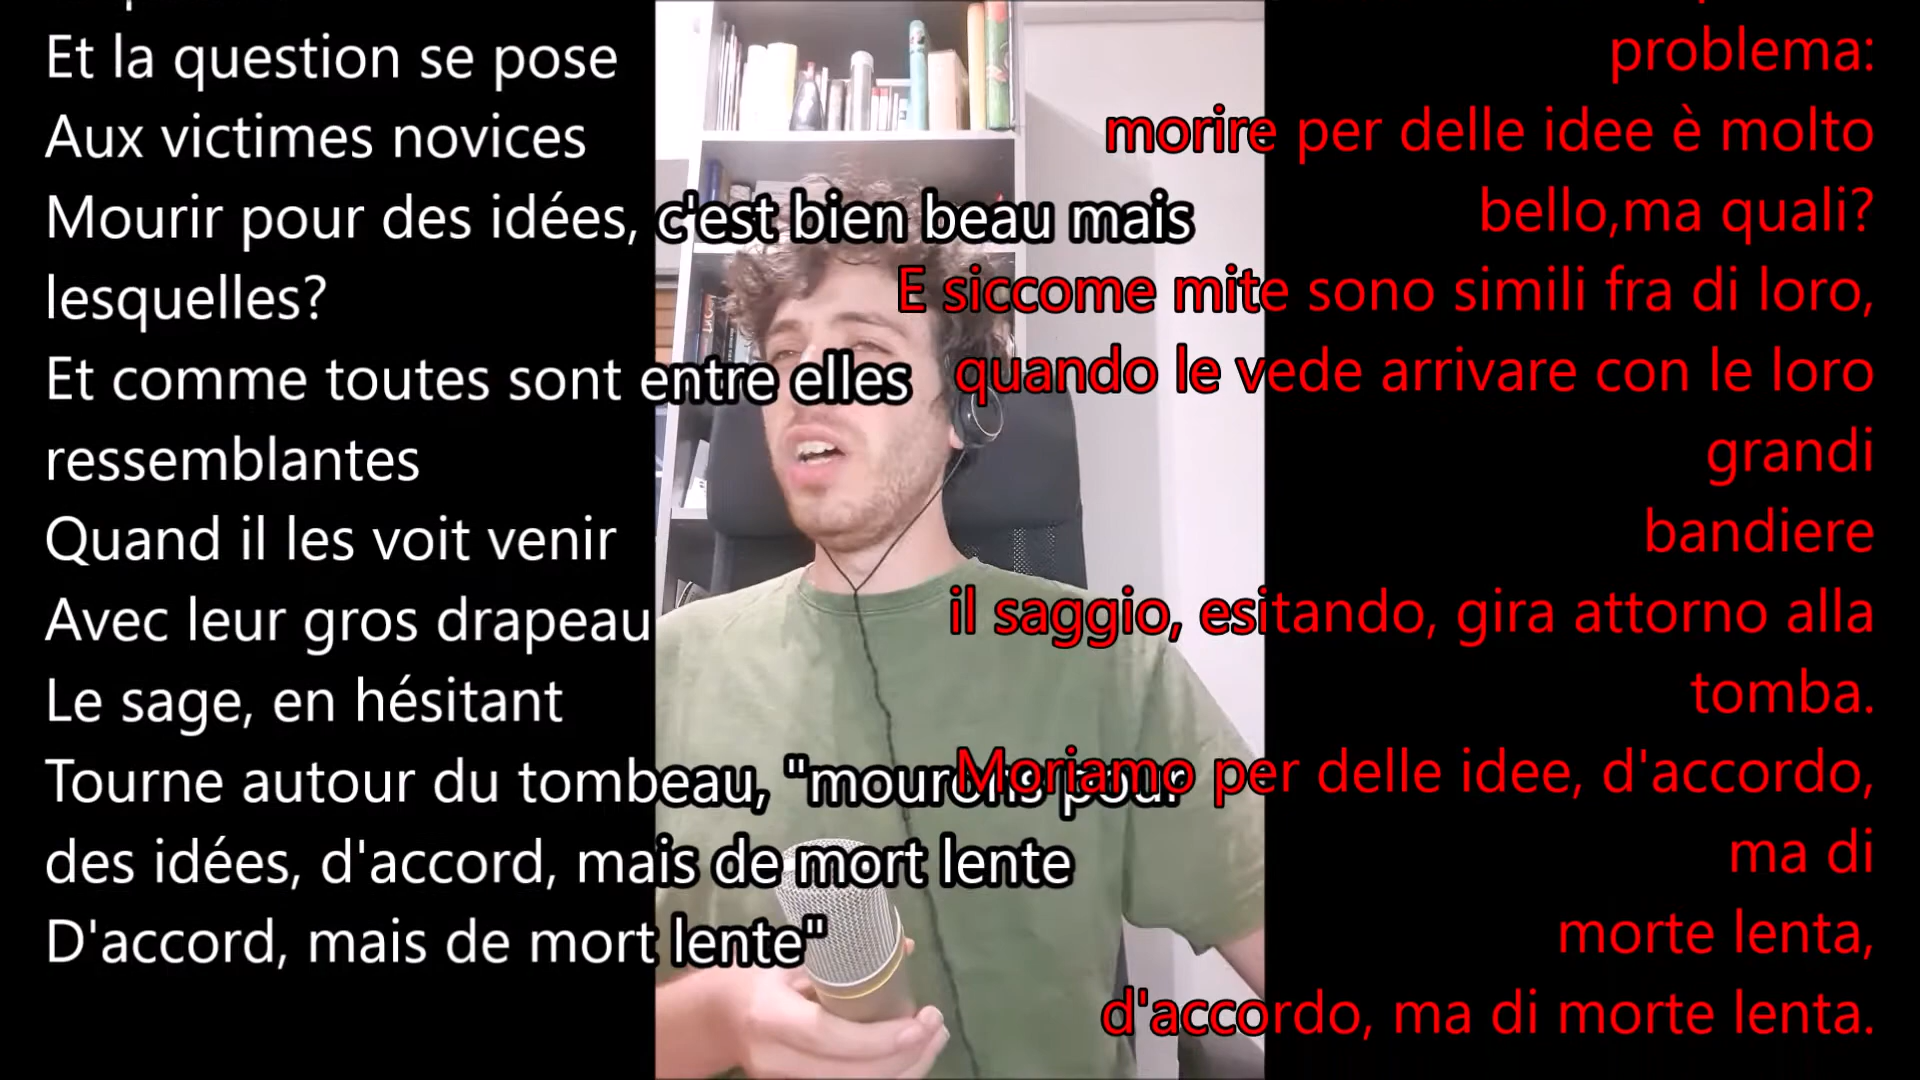 Et la question se pose
Aux victimes novices
Mourir pour des idées, c'est bien beau mais
lesquelles?
Et comme toutes sont entre elles
ressemblantes
Quand il les voit venir
Avec leur gros drapeau
Le sage, en hésitant
Tourne autour du tombeau, "mourons pour
des idées, d'accord, mais de mort lente
D'accord, mais de mort lente"
problema:
morire per delle idee è molto
bello,ma quali?
E siccome mite sono simili fra di loro,
quando le vede arrivare con le loro
grandi
bandiere
il saggio, esitando, gira attorno alla
tomba.
Moriamo per delle idee, d'accordo,
ma di
morte lenta,
d'accordo, ma di morte lenta.